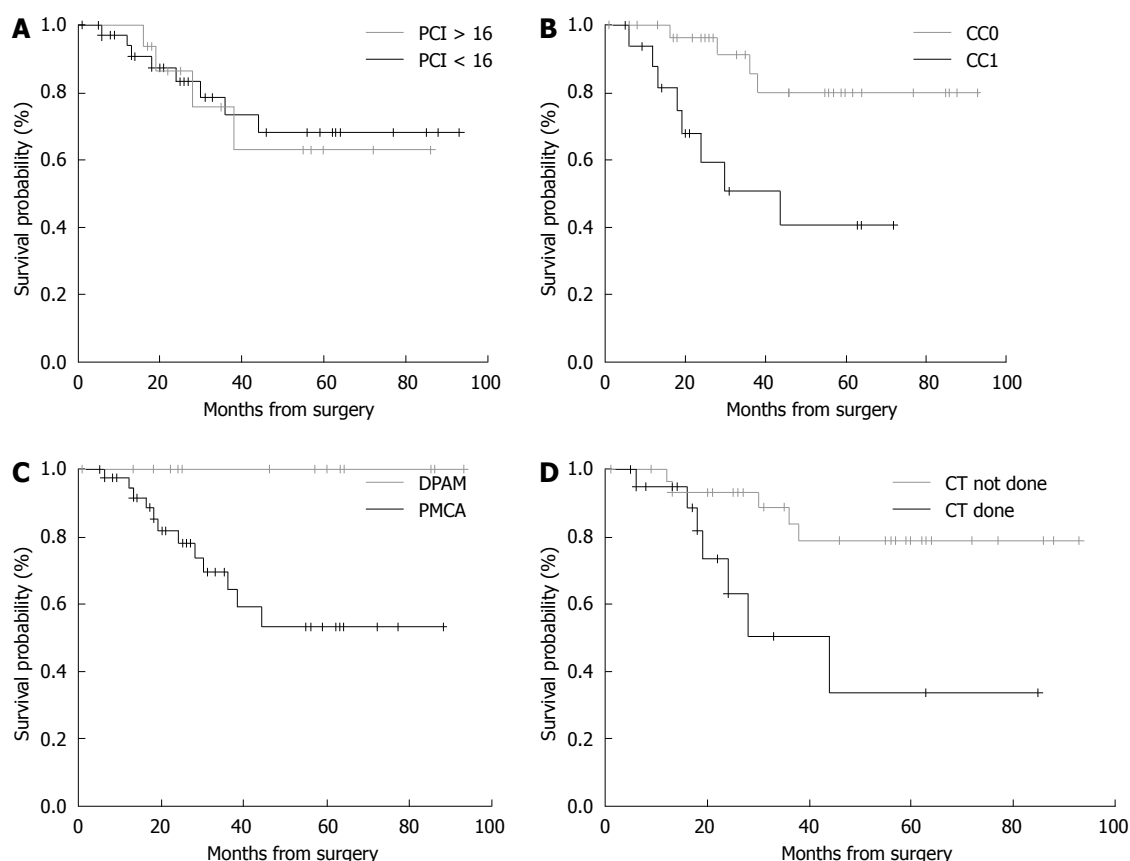 A
PCI > 16
PCI < 16
Survival probability (%)
1.0
0.8
0.6
0.4
0.2
0.0
0 20 40 60 80 100
Months from surgery
B
CC0
CC1
Survival probability (%)
1.0
0.8
0.6
0.4
0.2
0.0
0 20 40 60 80 100
Months from surgery
C
DPAM
PMCA
Survival probability (%)
1.0
0.8
0.6
0.4
0.2
0.0
0 20 40 60 80 100
Months from surgery
D
CT not done
CT done
Survival probability (%)
1.0
0.8
0.6
0.4
0.2
0.0
0 20 40 60 80 100
Months from surgery